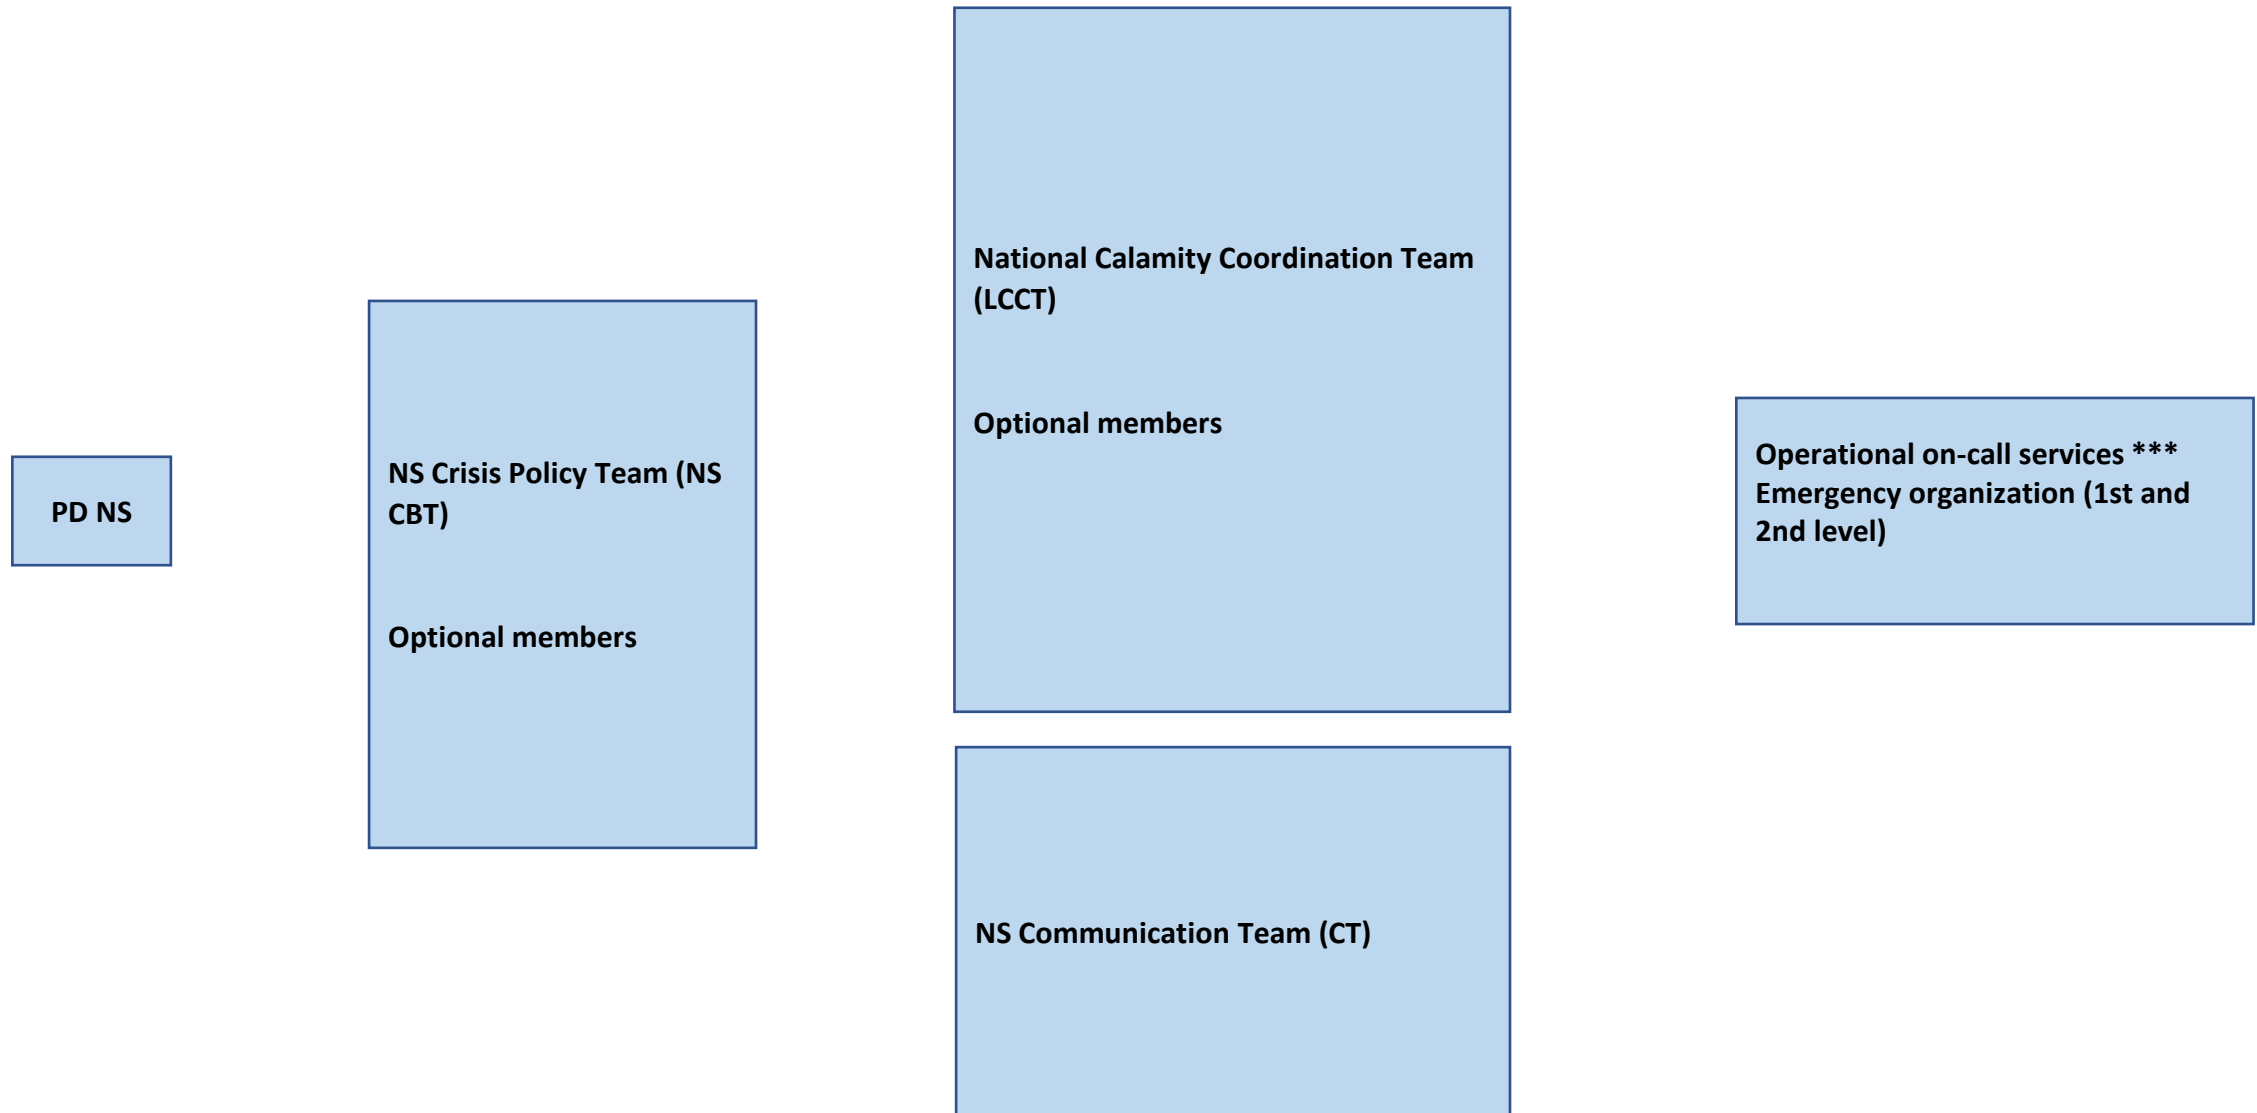 PD NS
NS Crisis Policy Team (NS
CBT)
Optional members
National Calamity Coordination Team
(LCCT)
Optional members
NS Communication Team (CT)
Operational on-call services ***
Emergency organization (1st and
2nd level)